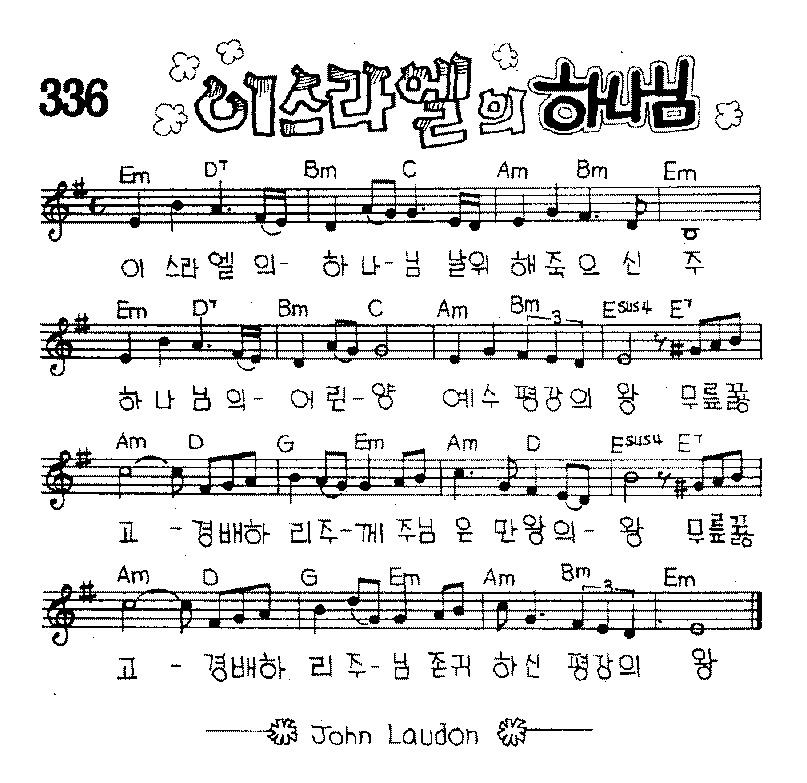 336 이스라엘의 하나님
Em D7 Bm C Am Bm Em
이 스라 엘 의- 하 나-님 날위 해 죽 으 신 주
Em D7 Bm C Am Bm 3 Esus4 E7
하 나 님 의- 어 린-양 예 수 평 강 의 왕 무릎꿇
Am D G Em Am D Esus4 E7
고 - 경배하 리 주-께 주님 은 만 왕의- 왕 무릎꿇
Am D G Em Am Bm 3 Em
고 - 경배하 리 주-님 존귀 하신 평강의 왕
John Laudon